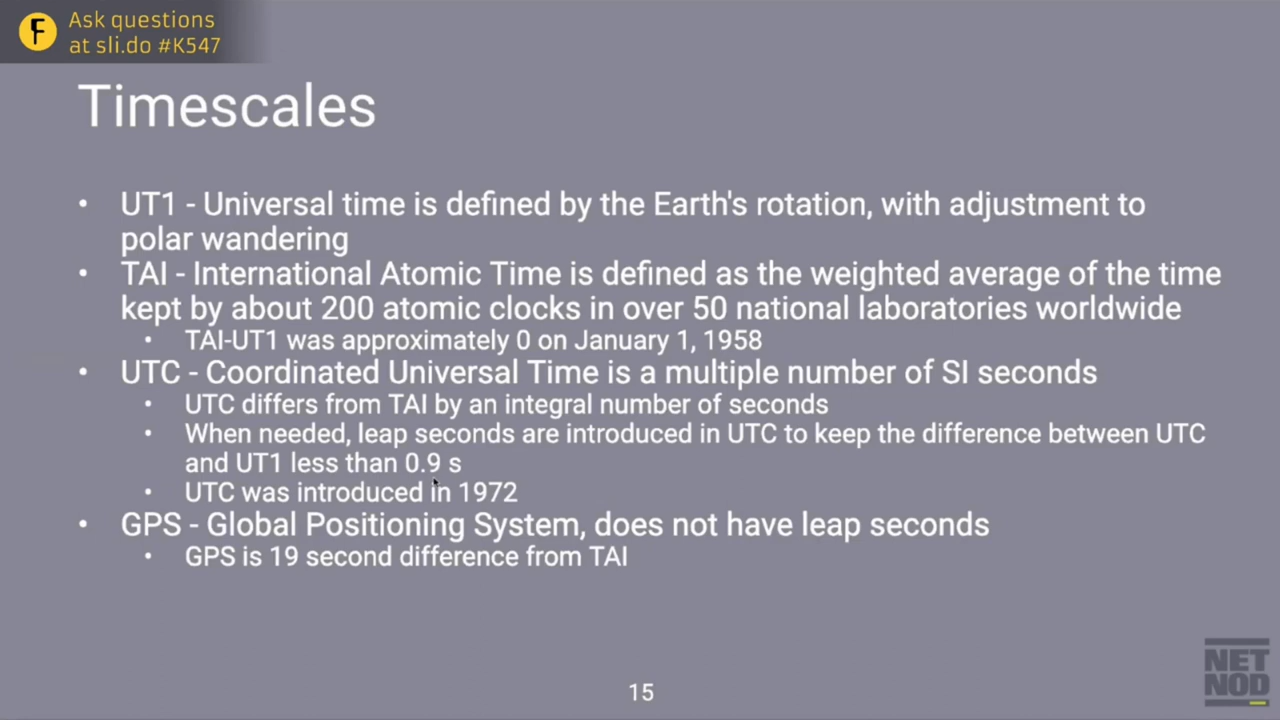 Ask questions
at sli.do #K547
Timescales
• UT1 - Universal time is defined by the Earth's rotation, with adjustment to
polar wandering
• TAI - International Atomic Time is defined as the weighted average of the time
kept by about 200 atomic clocks in over 50 national laboratories worldwide
• TAI-UT1 was approximately 0 on January 1, 1958
• UTC - Coordinated Universal Time is a multiple number of SI seconds
• UTC differs from TAI by an integral number of seconds
• When needed, leap seconds are introduced in UTC to keep the difference between UTC
and UT1 less than 0.9 s
• UTC was introduced in 1972
• GPS - Global Positioning System, does not have leap seconds
• GPS is 19 second difference from TAI
15
NET
NOD